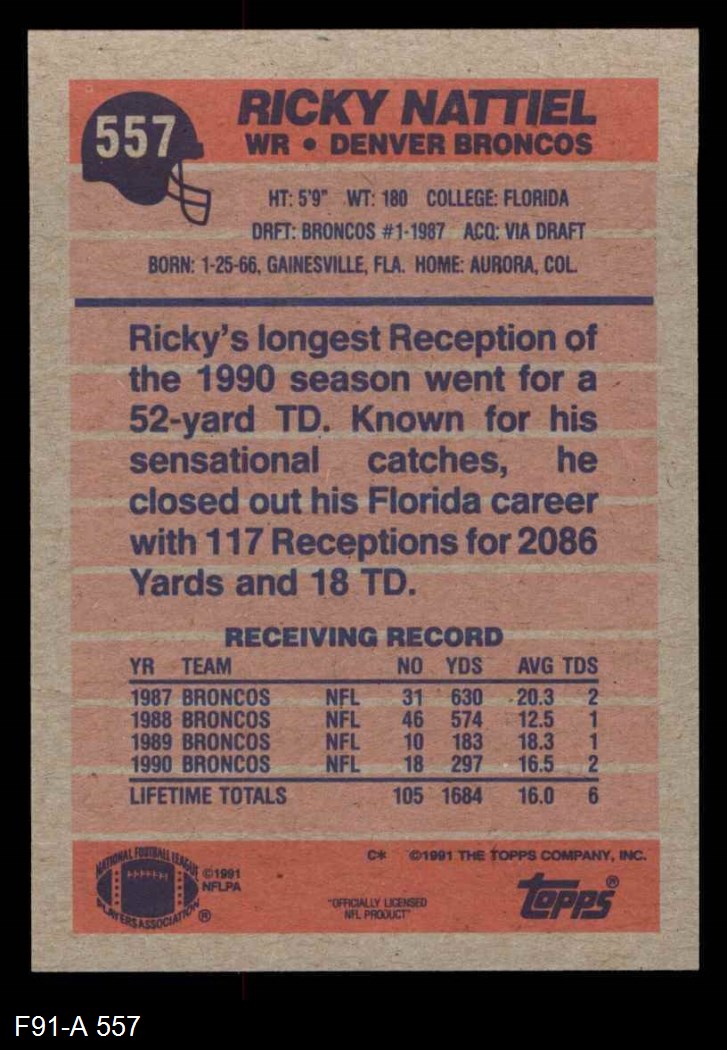 557
RICKY NATTIEL
WR • DENVER BRONCOS
HT: 5'9" WT: 180 COLLEGE: FLORIDA
DRFT: BRONCOS #1-1987 ACQ: VIA DRAFT
BORN: 1-25-66, GAINESVILLE, FLA. HOME: AURORA, COL.
Ricky's longest Reception of
the 1990 season went for a
52-yard TD. Known for his
sensational catches, he
closed out his Florida career
with 117 Receptions for 2086
Yards and 18 TD.
RECEIVING RECORD
YR TEAM NO YDS AVG TDS
1987 BRONCOS NFL 31 630 20.3 2
1988 BRONCOS NFL 46 574 12.5 1
1989 BRONCOS NFL 10 183 18.3 1
1990 BRONCOS NFL 18 297 16.5 2
LIFETIME TOTALS 105 1684 16.0 6
C* ©1991 THE TOPPS COMPANY, INC.
NATIONAL FOOTBALL LEAGUE
PLAYERS ASSOCIATION ®
©1991
NFLPA
"OFFICIALLY LICENSED
NFL PRODUCT"
topps®
F91-A 557